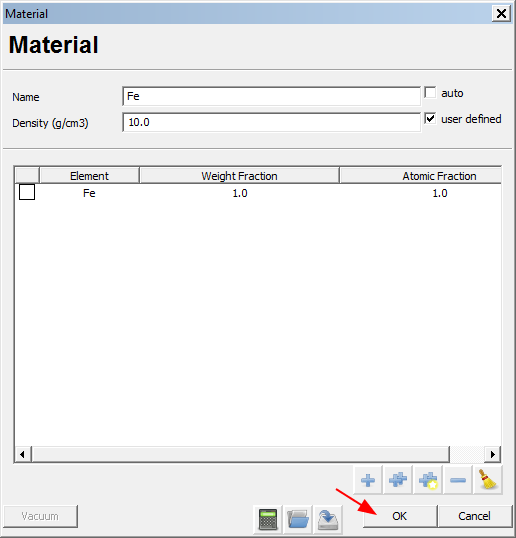 Material
Material
Name Fe auto
Density (g/cm3) 10.0 user defined
Element Weight Fraction Atomic Fraction
Fe 1.0 1.0
Vacuum OK Cancel